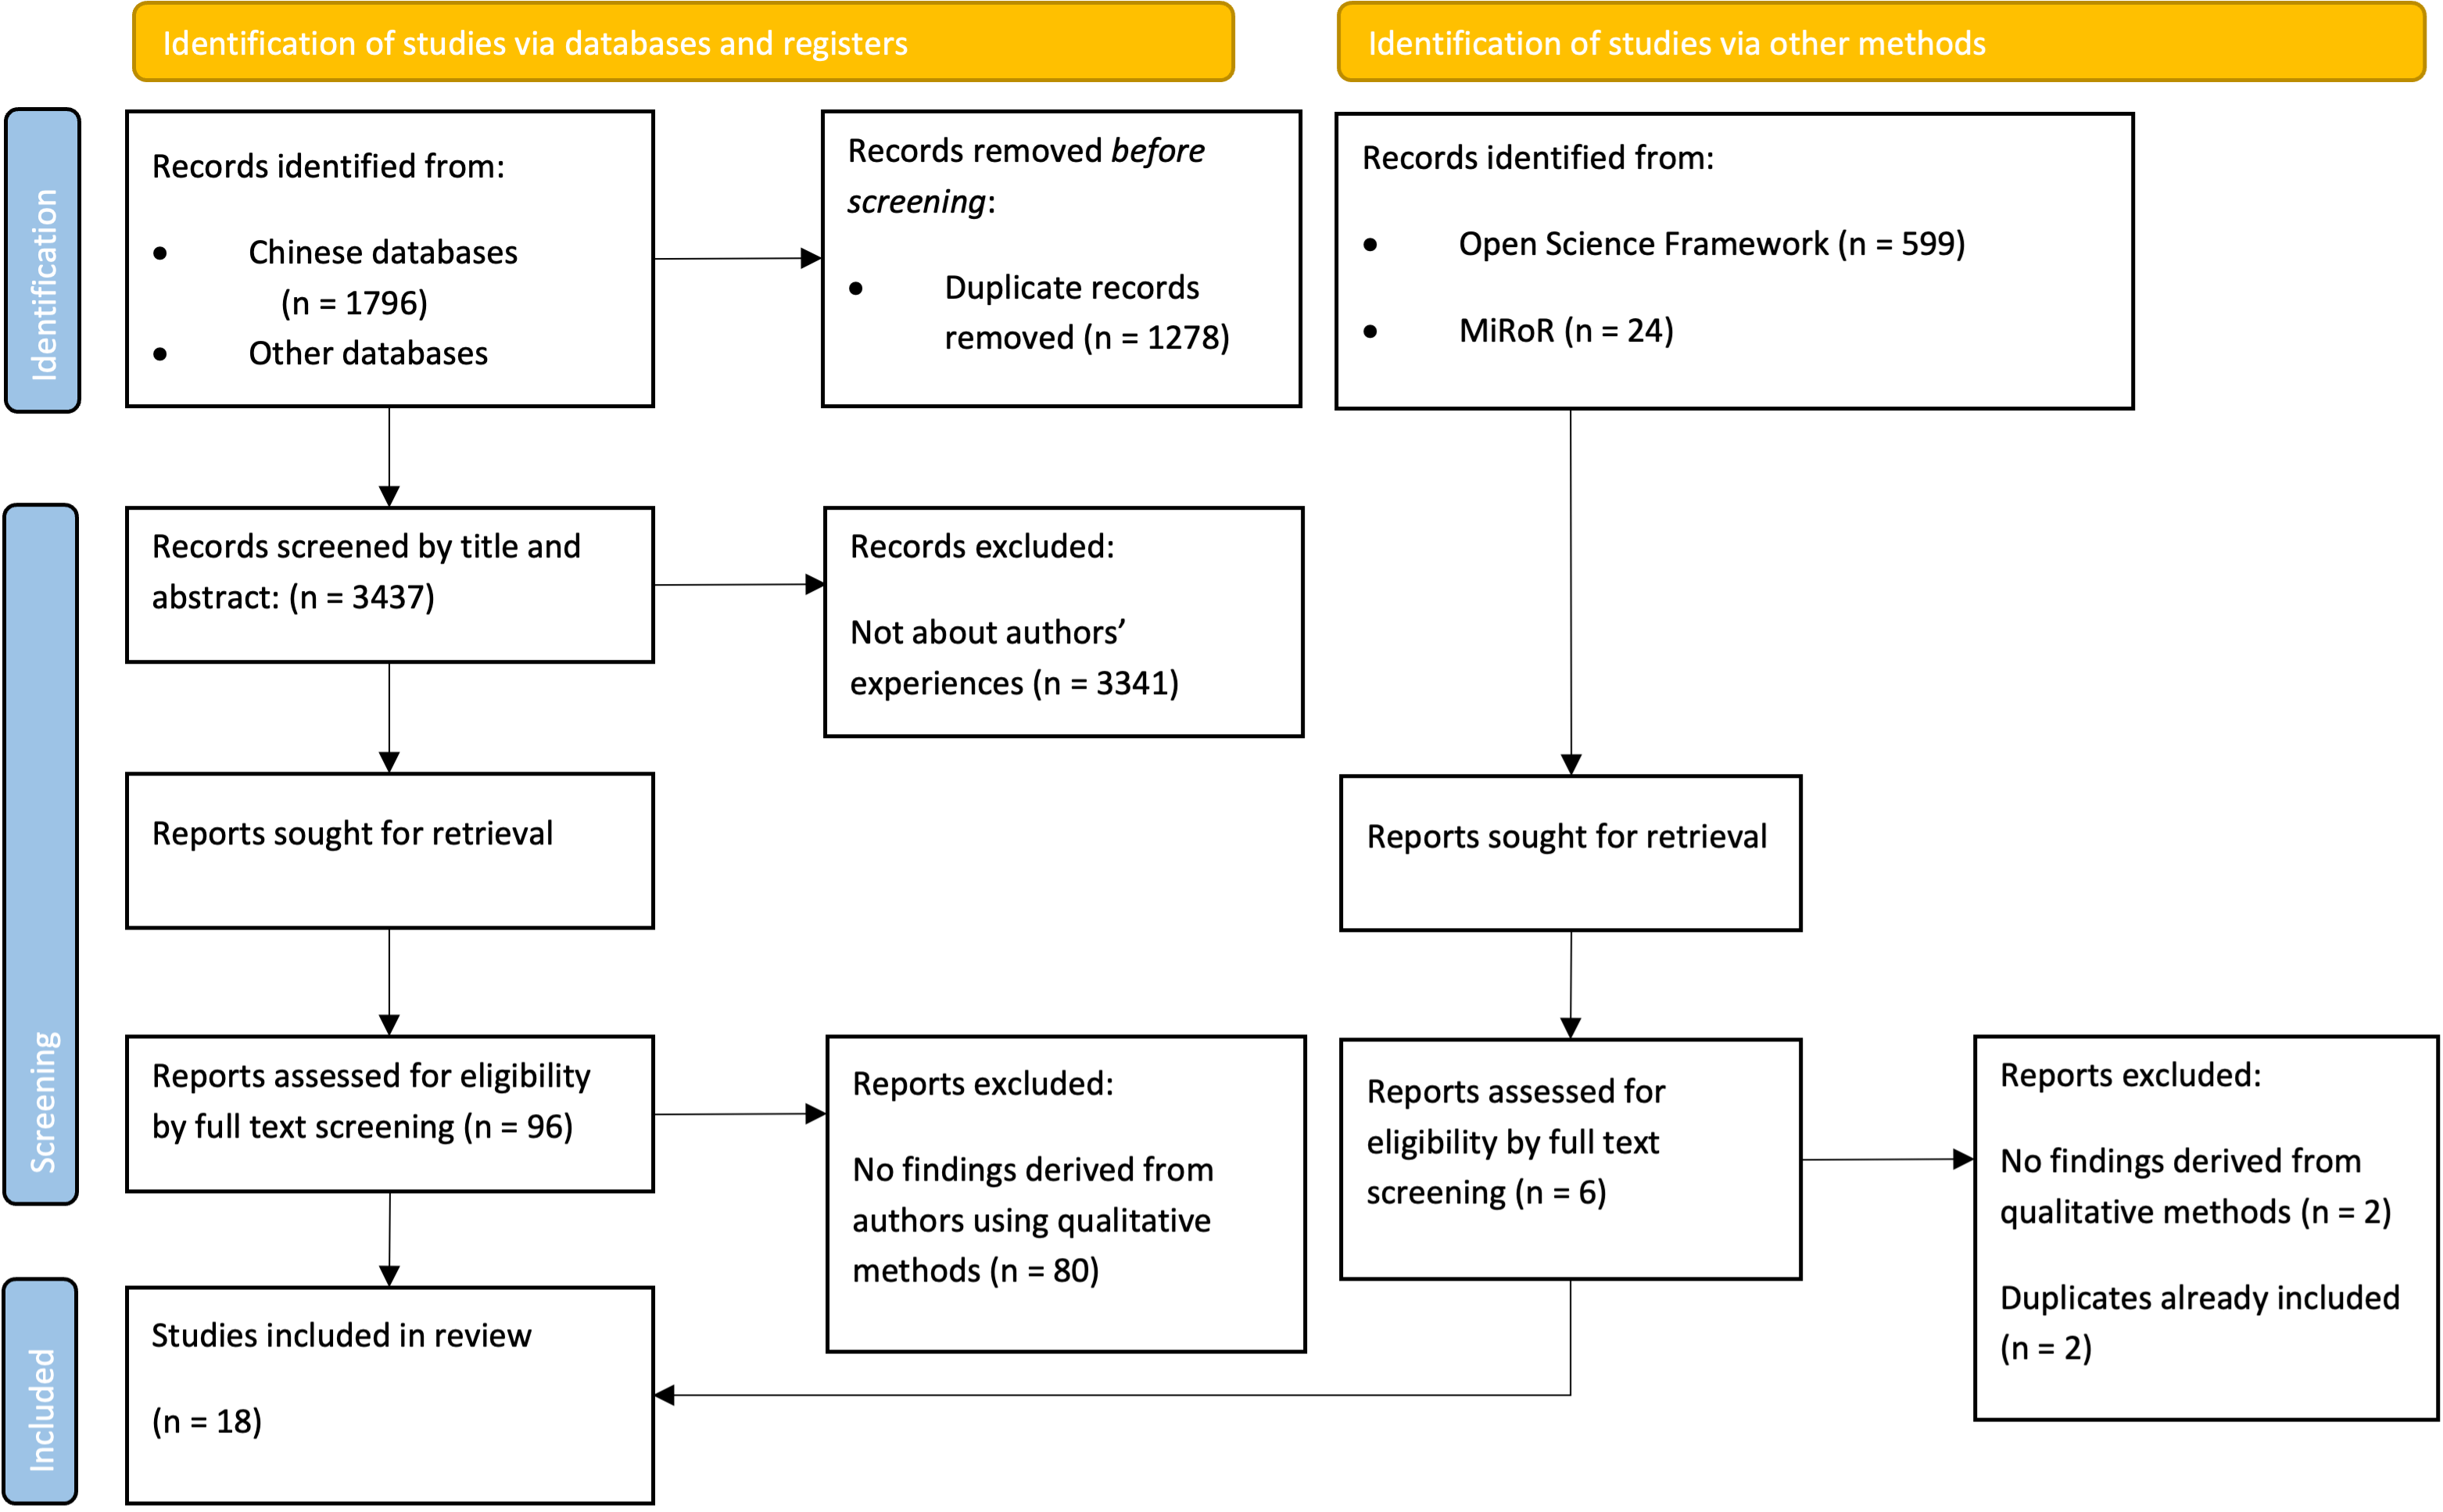 Identification of studies via databases and registers
Identification of studies via other methods
Identification
Records identified from:
• Chinese databases
(n = 1796)
• Other databases
Records removed before
screening:
• Duplicate records
removed (n = 1278)
Records identified from:
• Open Science Framework (n = 599)
• MiRoR (n = 24)
Screening
Records screened by title and
abstract: (n = 3437)
Records excluded:
Not about authors’
experiences (n = 3341)
Reports sought for retrieval
Reports sought for retrieval
Reports assessed for eligibility
by full text screening (n = 96)
Reports excluded:
No findings derived from
authors using qualitative
methods (n = 80)
Reports assessed for
eligibility by full text
screening (n = 6)
Reports excluded:
No findings derived from
qualitative methods (n = 2)
Duplicates already included
(n = 2)
Included
Studies included in review
(n = 18)